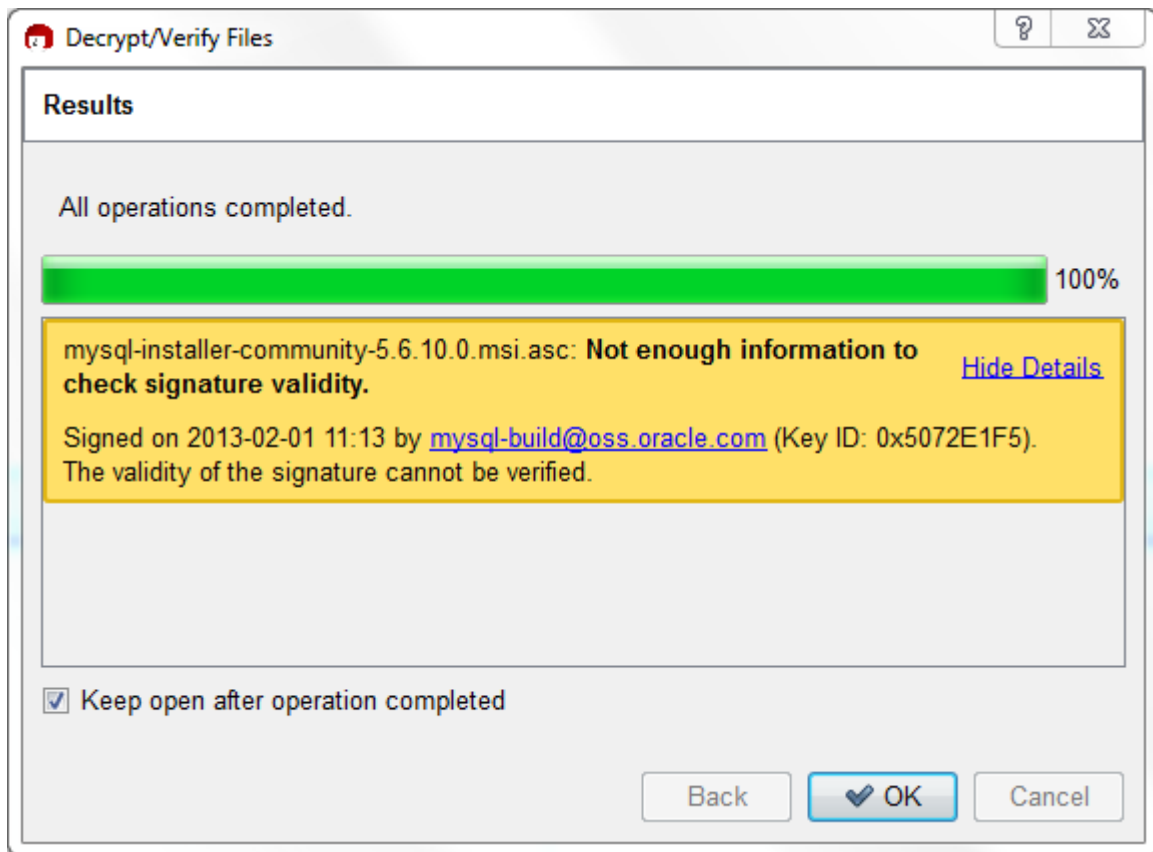 Decrypt/Verify Files
Results
All operations completed.
100%
mysql-installer-community-5.6.10.0.msi.asc: Not enough information to
check signature validity.
Hide Details
Signed on 2013-02-01 11:13 by mysql-build@oss.oracle.com (Key ID: 0x5072E1F5).
The validity of the signature cannot be verified.
Keep open after operation completed
Back
OK
Cancel